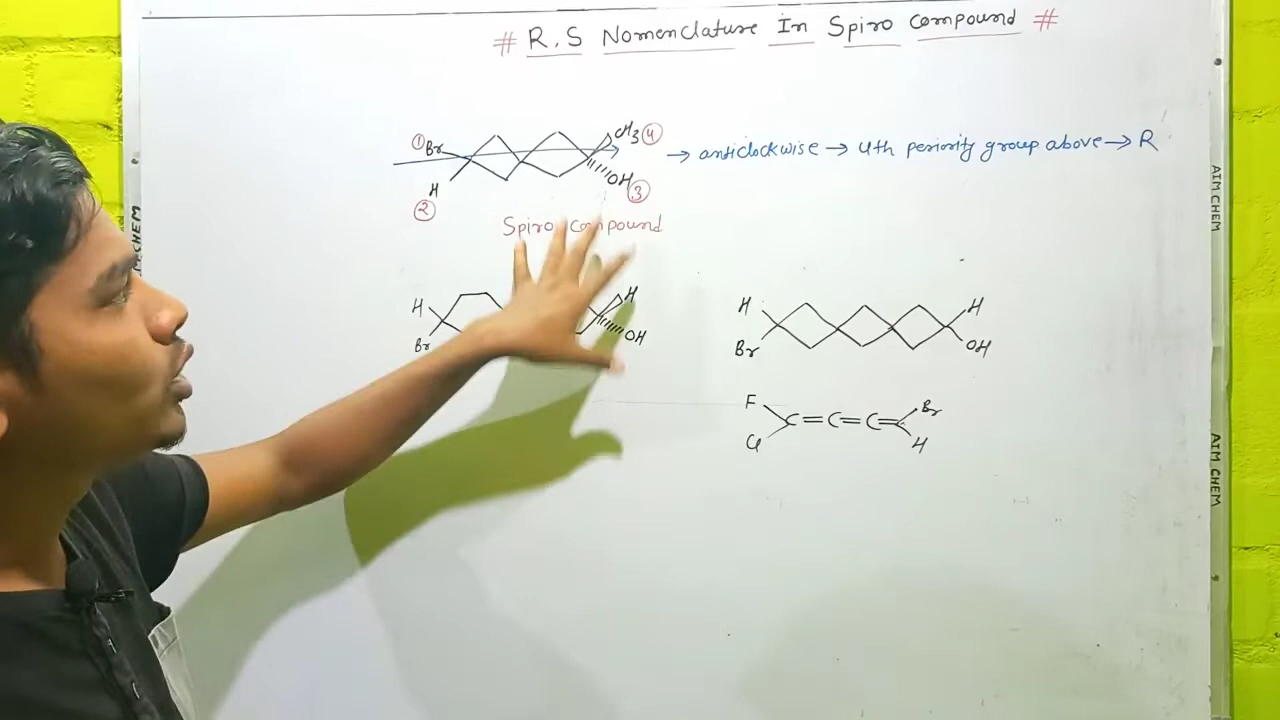 # R.S Nomenclature In Spiro Compound #
① Br
CH3 ④
H
②
OH ③
→ anticlockwise → 4th periority group above → R
Spiro compound
H
Br
H
OH
H
Br
H
OH
F
Cl
C=C=C=
Br
H
AIM CHEM
AIM CHEM
M CHEM